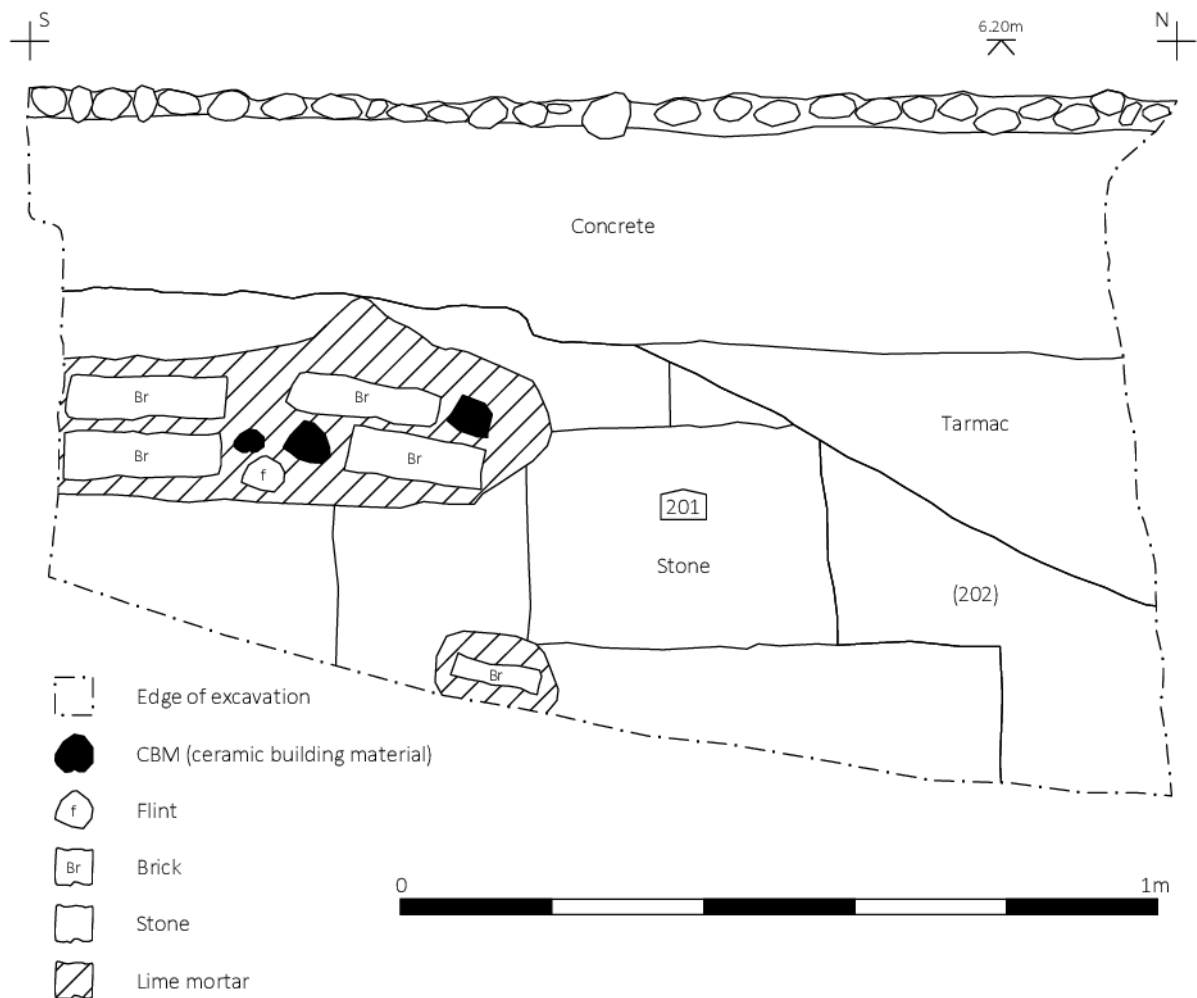 S
N
6.20m
Concrete
Br
Br
Tarmac
Br
Br
f
201
Stone
(202)
Br
Edge of excavation
CBM (ceramic building material)
f
Flint
Br
Brick
Stone
Lime mortar
0
1m